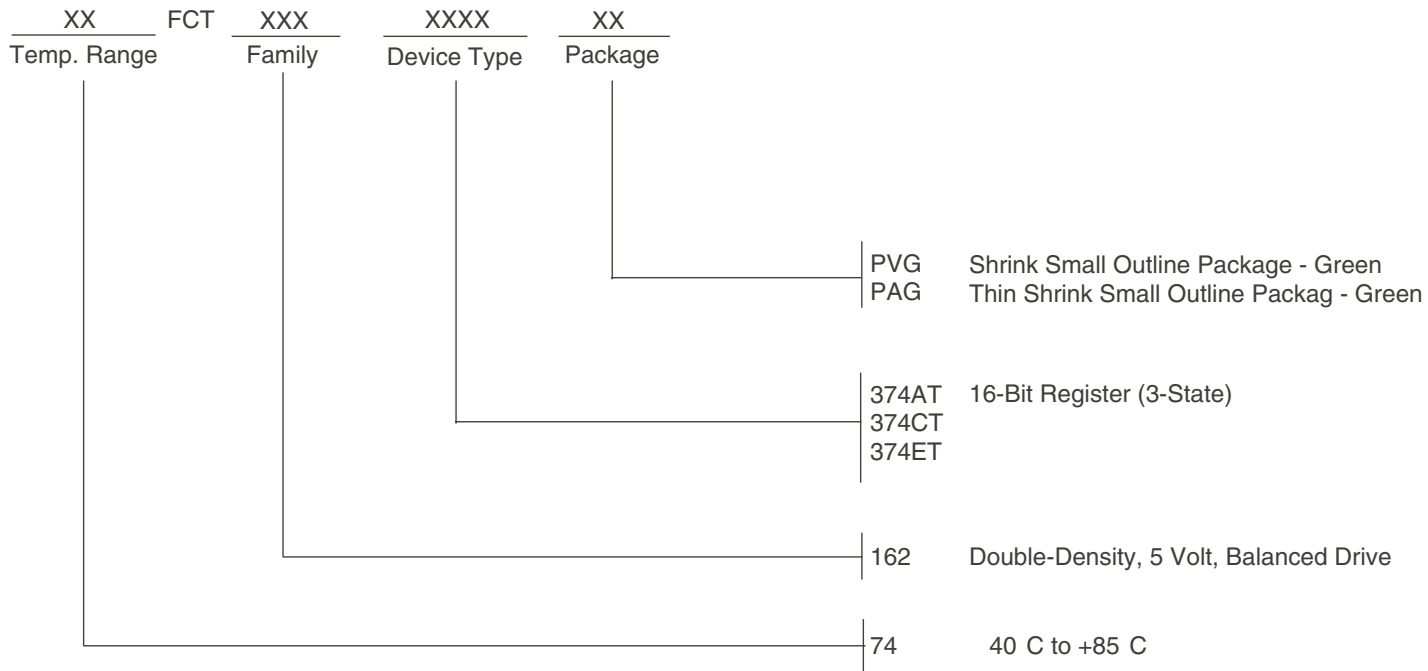 XX FCT XXX XXXX XX
Temp. Range Family Device Type Package
PVG Shrink Small Outline Package - Green
PAG Thin Shrink Small Outline Packag - Green
374AT 16-Bit Register (3-State)
374CT
374ET
162 Double-Density, 5 Volt, Balanced Drive
74 40 C to +85 C